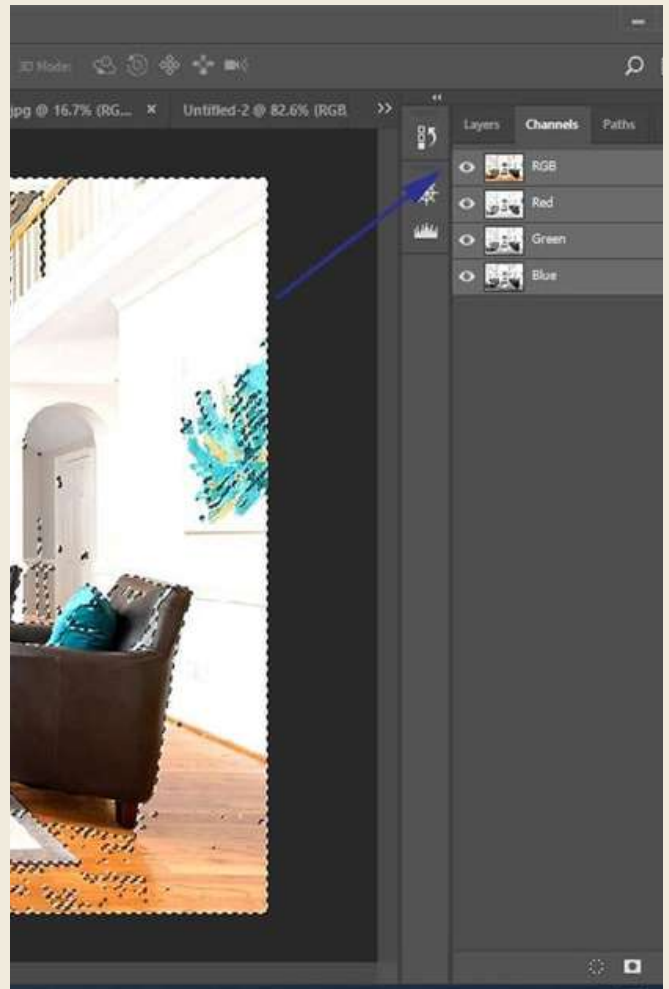 3D Mode:
jpg @ 16.7% (RG... × Untitled-2 @ 82.6% (RGB
Layers Channels Paths
RGB
Red
Green
Blue